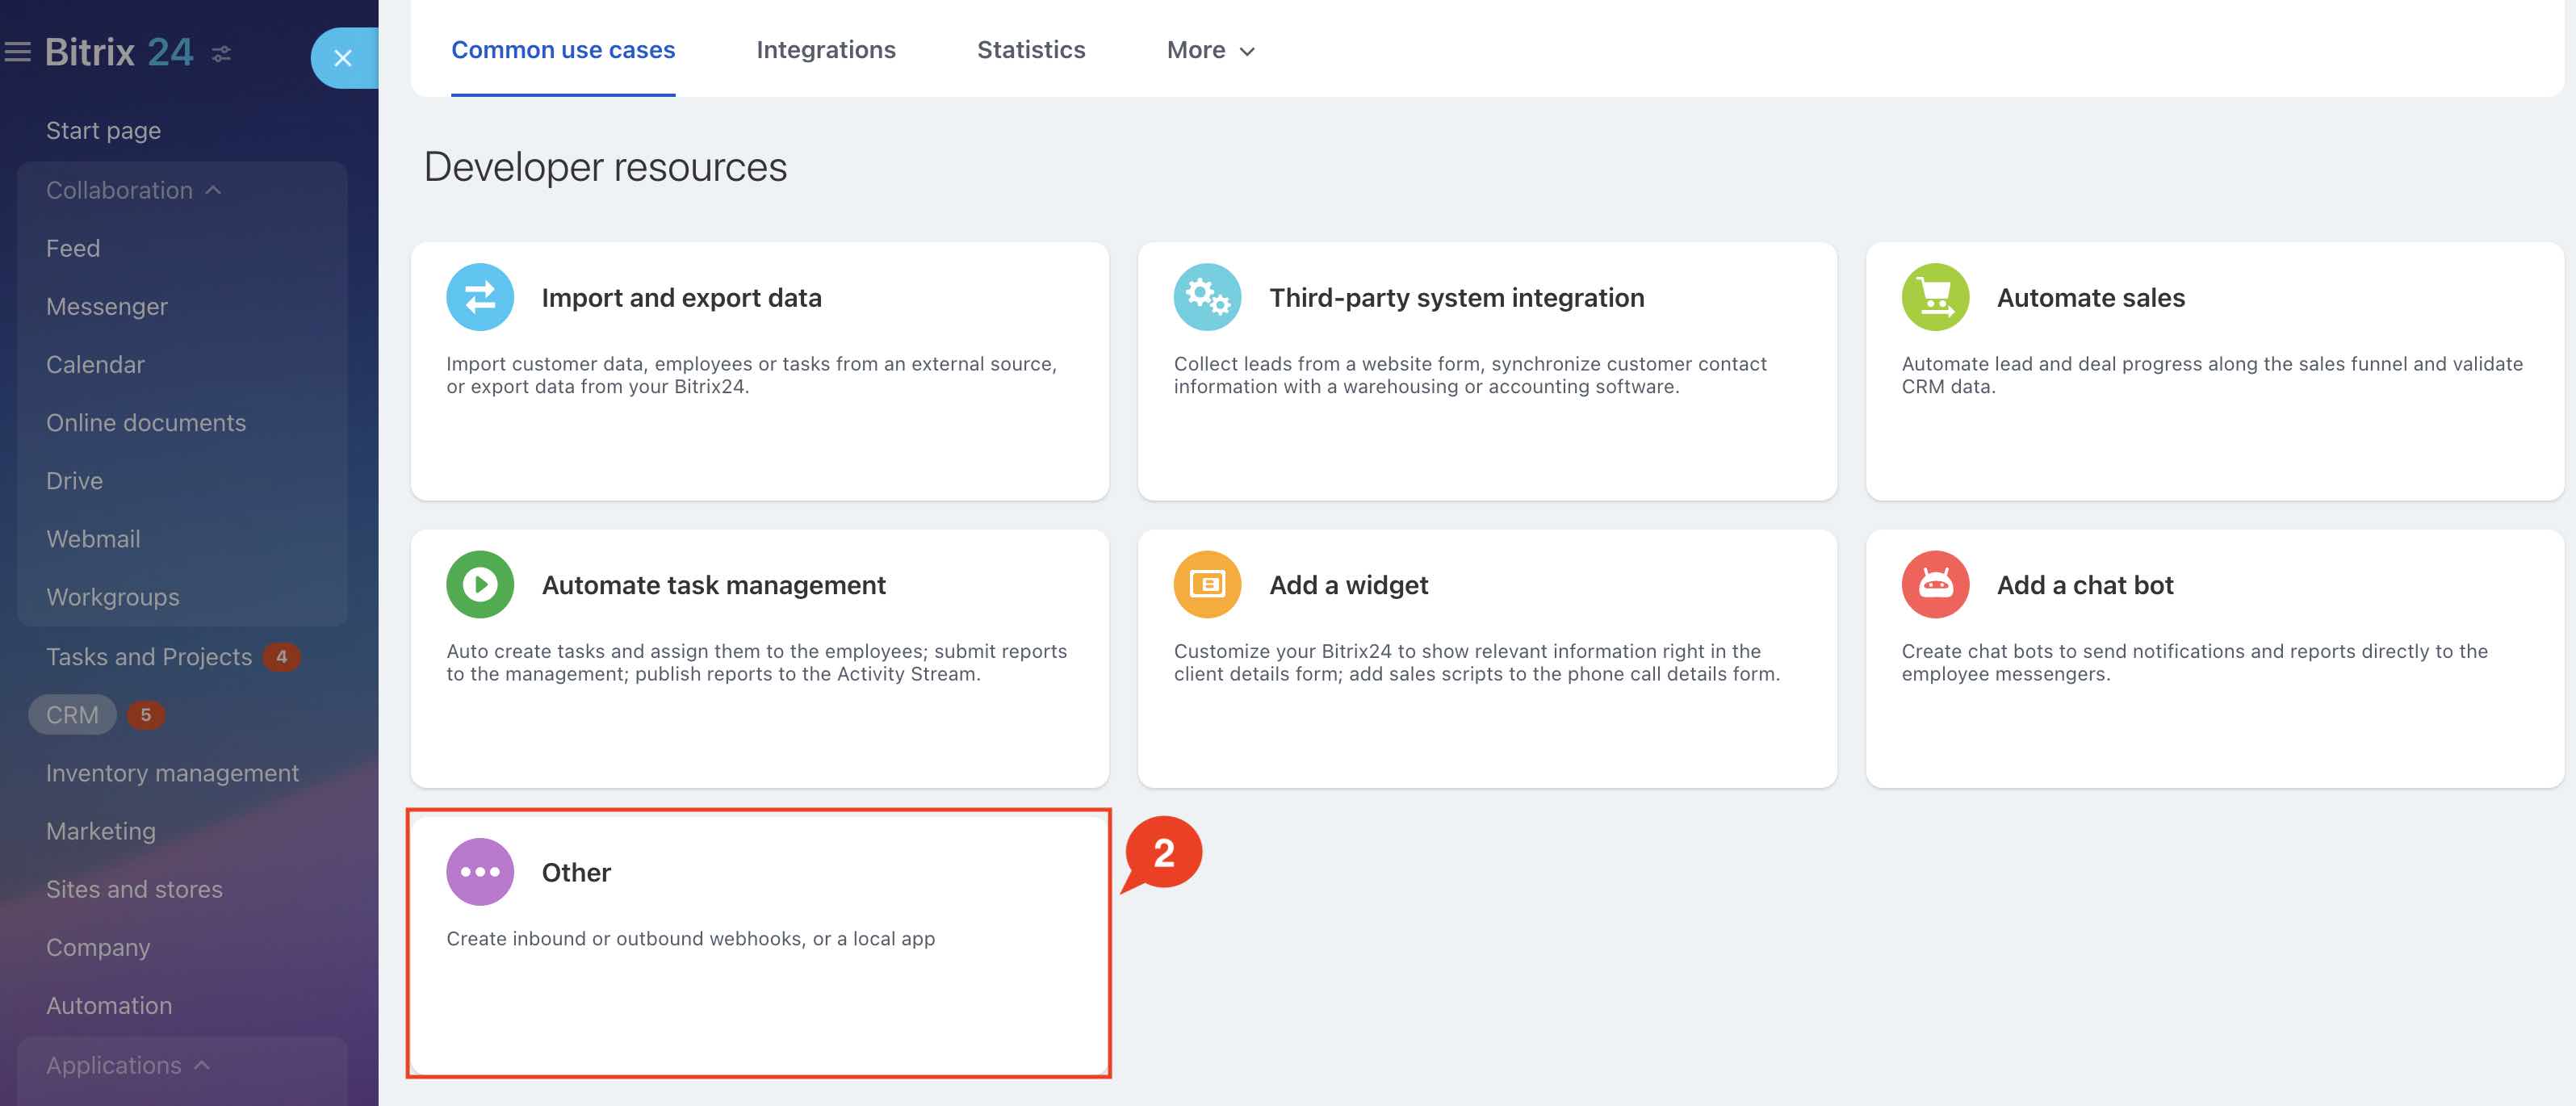 Bitrix 24
Start page
Collaboration
Feed
Messenger
Calendar
Online documents
Drive
Webmail
Workgroups
Tasks and Projects 4
CRM 5
Inventory management
Marketing
Sites and stores
Company
Automation
Applications
Common use cases Integrations Statistics More
Developer resources
Import and export data
Import customer data, employees or tasks from an external source,
or export data from your Bitrix24.
Third-party system integration
Collect leads from a website form, synchronize customer contact
information with a warehousing or accounting software.
Automate sales
Automate lead and deal progress along the sales funnel and validate
CRM data.
Automate task management
Auto create tasks and assign them to the employees; submit reports
to the management; publish reports to the Activity Stream.
Add a widget
Customize your Bitrix24 to show relevant information right in the
client details form; add sales scripts to the phone call details form.
Add a chat bot
Create chat bots to send notifications and reports directly to the
employee messengers.
Other
Create inbound or outbound webhooks, or a local app
2